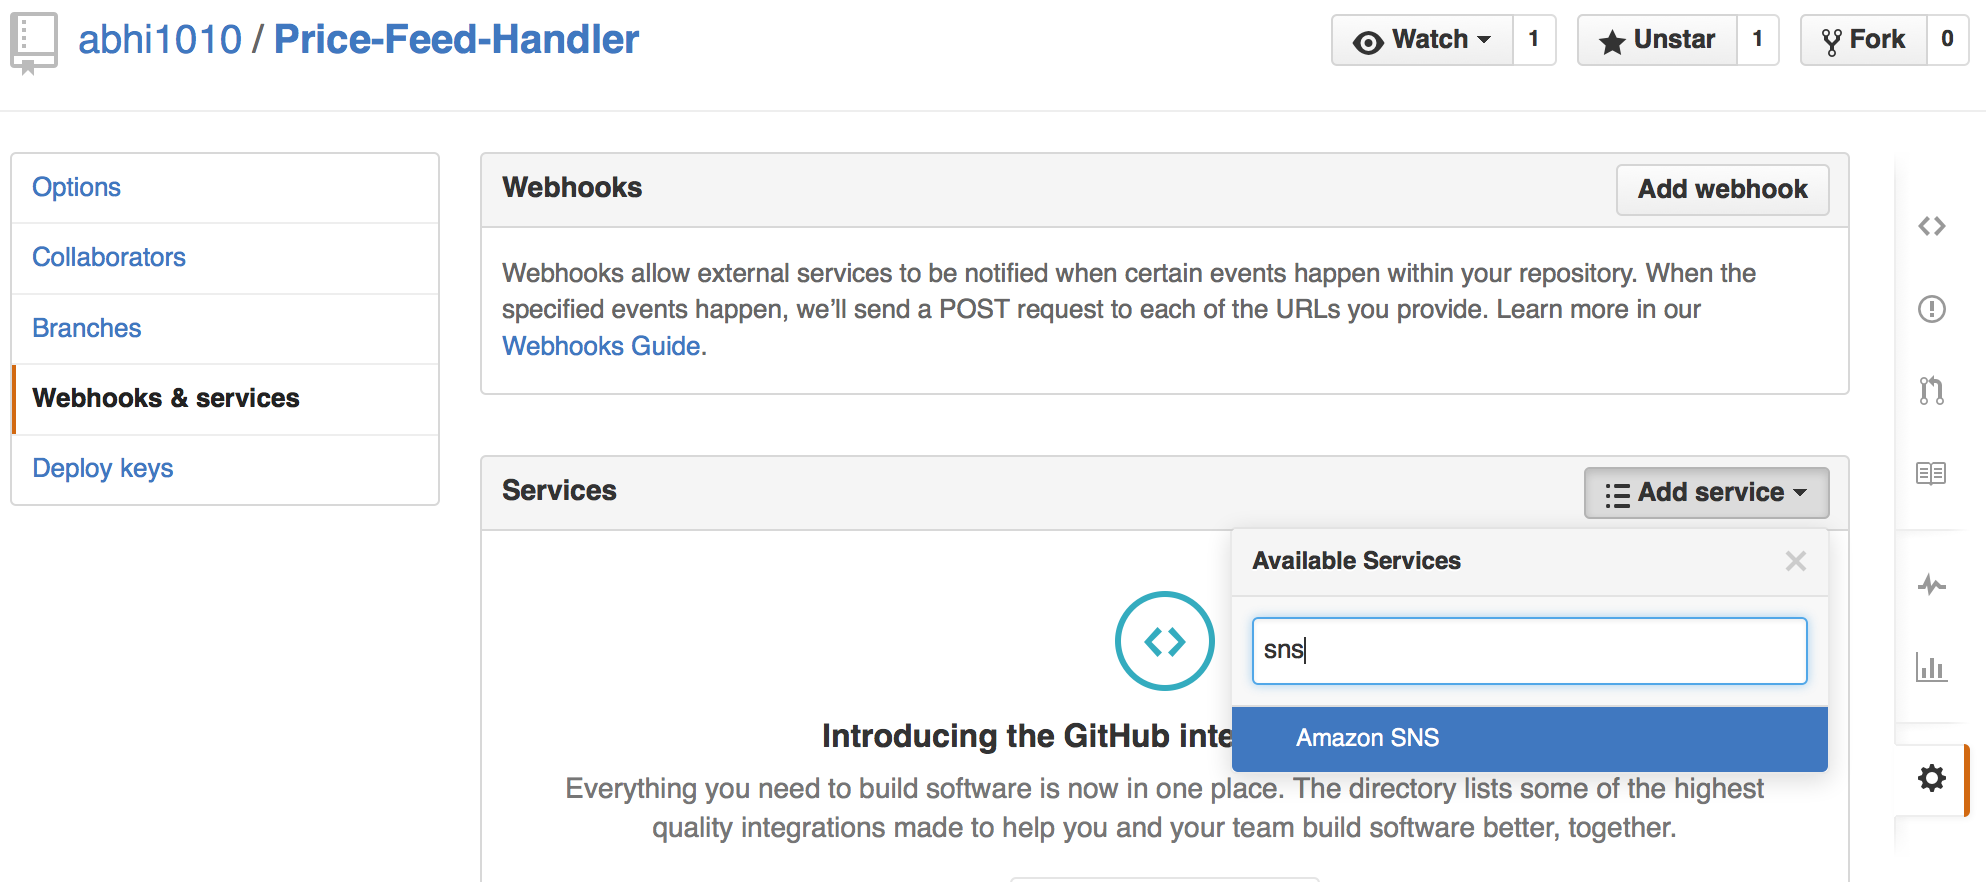 abhi1010 / Price-Feed-Handler
Watch 1 Unstar 1 Fork 0
Options
Collaborators
Branches
Webhooks & services
Deploy keys
Webhooks
Add webhook
Webhooks allow external services to be notified when certain events happen within your repository. When the
specified events happen, we’ll send a POST request to each of the URLs you provide. Learn more in our
Webhooks Guide.
Services
Add service
Available Services
sns
Amazon SNS
Introducing the GitHub inte
Everything you need to build software is now in one place. The directory lists some of the highest
quality integrations made to help you and your team build software better, together.